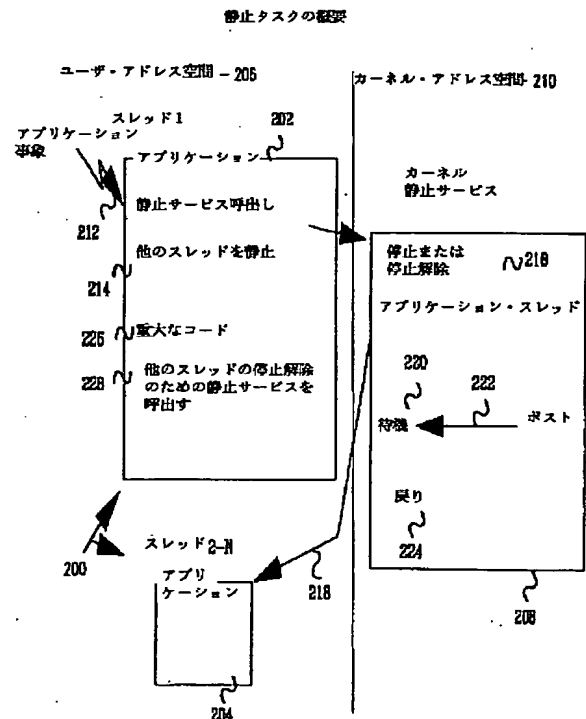 静止タスクの概要
ユーザ・アドレス空間 - 206
カーネル・アドレス空間- 210
スレッド1
アプリケーション
事象
202
アプリケーション
カーネル
静止サービス
静止サービス呼出し
212
他のスレッドを静止
214
停止または
停止解除
218
アプリケーション・スレッド
226
重大なコード
228
他のスレッドの停止解除
のための静止サービスを
呼出す
220
222
待機
ポスト
戻り
224
200
スレッド2-N
アプリ
ケーション
218
208
204